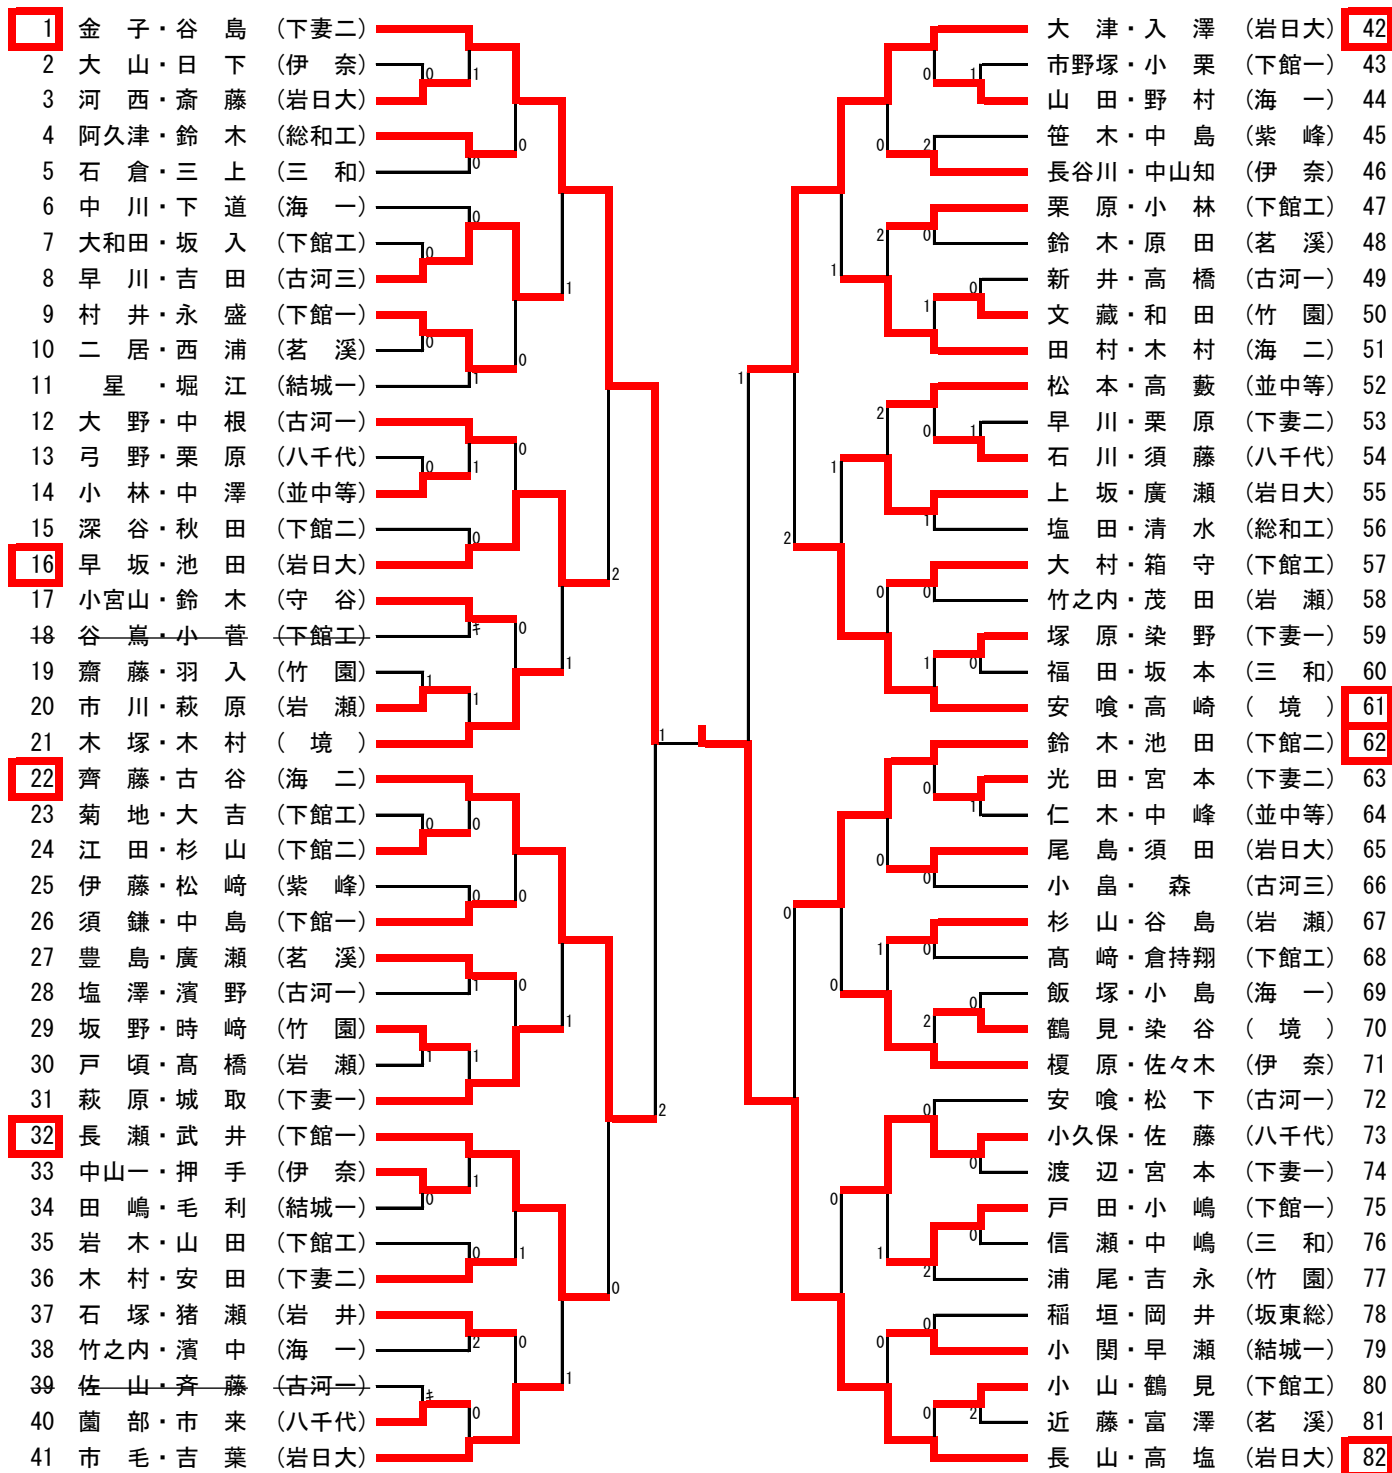 1 金 子・谷 島 (下妻二)
2 大 山・日 下 (伊 奈)
3 河 西・斎 藤 (岩日大)
4 阿久津・鈴 木 (総和工)
5 石 倉・三 上 (三 和)
6 中 川・下 道 (海 一)
7 大和田・坂 入 (下館工)
8 早 川・吉 田 (古河三)
9 村 井・永 盛 (下館一)
10 二 居・西 浦 (茗 溪)
11 星 ・堀 江 (結城一)
12 大 野・中 根 (古河一)
13 弓 野・栗 原 (八千代)
14 小 林・中 澤 (並中等)
15 深 谷・秋 田 (下館二)
16 早 坂・池 田 (岩日大)
17 小宮山・鈴 木 (守 谷)
18 谷 嶌・小 菅 (下館工)
19 齋 藤・羽 入 (竹 園)
20 市 川・萩 原 (岩 瀬)
21 木 塚・木 村 ( 境 )
22 齊 藤・古 谷 (海 二)
23 菊 地・大 吉 (下館工)
24 江 田・杉 山 (下館二)
25 伊 藤・松 﨑 (紫 峰)
26 須 鎌・中 島 (下館一)
27 豊 島・廣 瀬 (茗 溪)
28 塩 澤・濱 野 (古河一)
29 坂 野・時 﨑 (竹 園)
30 戸 頃・髙 橋 (岩 瀬)
31 萩 原・城 取 (下妻一)
32 長 瀬・武 井 (下館一)
33 中山一・押 手 (伊 奈)
34 田 嶋・毛 利 (結城一)
35 岩 木・山 田 (下館工)
36 木 村・安 田 (下妻二)
37 石 塚・猪 瀬 (岩 井)
38 竹之内・濱 中 (海 一)
39 佐 山・斉 藤 (古河一)
40 薗 部・市 来 (八千代)
41 市 毛・吉 葉 (岩日大)
大 津・入 澤 (岩日大) 42
市野塚・小 栗 (下館一) 43
山 田・野 村 (海 一) 44
笹 木・中 島 (紫 峰) 45
長谷川・中山知 (伊 奈) 46
栗 原・小 林 (下館工) 47
鈴 木・原 田 (茗 溪) 48
新 井・高 橋 (古河一) 49
文 藏・和 田 (竹 園) 50
田 村・木 村 (海 二) 51
松 本・高 藪 (並中等) 52
早 川・栗 原 (下妻二) 53
石 川・須 藤 (八千代) 54
上 坂・廣 瀬 (岩日大) 55
塩 田・清 水 (総和工) 56
大 村・箱 守 (下館工) 57
竹之内・茂 田 (岩 瀬) 58
塚 原・染 野 (下妻一) 59
福 田・坂 本 (三 和) 60
安 喰・高 崎 ( 境 ) 61
鈴 木・池 田 (下館二) 62
光 田・宮 本 (下妻二) 63
仁 木・中 峰 (並中等) 64
尾 島・須 田 (岩日大) 65
小 畠・ 森 (古河三) 66
杉 山・谷 島 (岩 瀬) 67
髙 﨑・倉持翔 (下館工) 68
飯 塚・小 島 (海 一) 69
鶴 見・染 谷 ( 境 ) 70
榎 原・佐々木 (伊 奈) 71
安 喰・松 下 (古河一) 72
小久保・佐 藤 (八千代) 73
渡 辺・宮 本 (下妻一) 74
戸 田・小 嶋 (下館一) 75
信 瀬・中 嶋 (三 和) 76
浦 尾・吉 永 (竹 園) 77
稲 垣・岡 井 (坂東総) 78
小 関・早 瀬 (結城一) 79
小 山・鶴 見 (下館工) 80
近 藤・富 澤 (茗 溪) 81
長 山・高 塩 (岩日大) 82